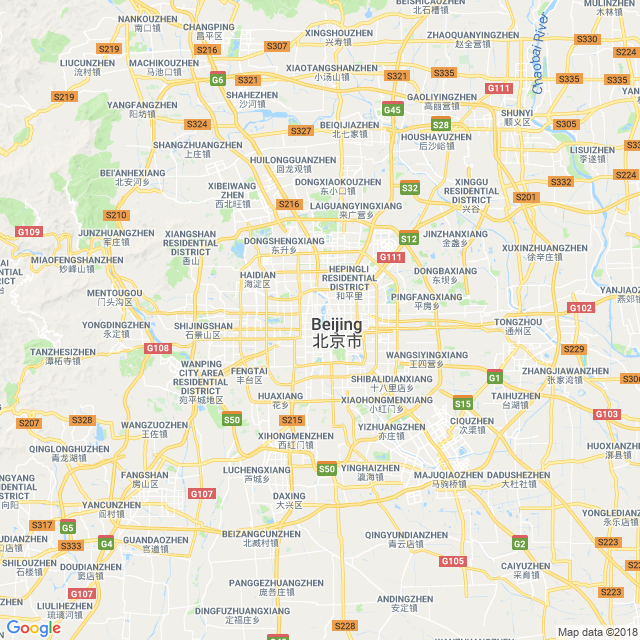 NANKOUZHEN
南口镇
CHANGPING
昌平区
BEISHICAOZHEN
北石槽镇
MULINZHEN
木林镇
XINGSHOUZHEN
兴寿镇
ZHAOQUANYINGZHEN
赵全营镇
Chaobai River
S219
S216
S307
S330
S224
LIUCUNZHEN
流村镇
MACHIKOUZHEN
马池口镇
XIAOTANGSHANZHEN
小汤山镇
G6
S321
S321
S335
S335
S335
G111
S219
SHAHEZHEN
沙河镇
GAOLIYINGZHEN
高丽营镇
YANGFANGZHEN
阳坊镇
G45
SHUNYI
顺义区
S324
S327
BEIQIJIAZHEN
北七家镇
S28
S305
HOUSHAYUZHEN
后沙峪镇
SHANGZHUANGZHEN
上庄镇
HUILONGGUANZHEN
回龙观镇
LISUIZHEN
李遂镇
BEI'ANHEXIANG
北安河乡
XIBEIWANG
ZHEN
西北旺镇
DONGXIAOKOUZHEN
东小口镇
S32
XINGGU
RESIDENTIAL
DISTRICT
兴谷
S332
S224
S201
S210
S216
LAIGUANGYINGXIANG
来广营乡
G109
JUNZHUANGZHEN
军庄镇
XIANGSHAN
RESIDENTIAL
DISTRICT
香山
DONGSHENGXIANG
东升乡
S12
JINZHANXIANG
金盏乡
XUXINZHUANGZHEN
徐辛庄镇
MIAOFENGSHANZHEN
妙峰山镇
G111
HAIDIAN
海淀区
HEPINGLI
RESIDENTIAL
DISTRICT
和平里
DONGBAXIANG
东坝乡
YANJIAO
燕郊
MENTOUGOU
门头沟区
PINGFANGXIANG
平房乡
G102
YONGDINGZHEN
永定镇
SHIJINGSHAN
石景山区
Beijing
北京市
TONGZHOU
通州区
TANZHESIZHEN
潭柘寺镇
G108
WANGSIYINGXIANG
王四营乡
S229
WANPING
CITY AREA
RESIDENTIAL
DISTRICT
宛平城地区
FENGTAI
丰台区
SHIBALIDIANXIANG
十八里店乡
G1
ZHANGJIAWANZHEN
张家湾镇
S306
HUAXIANG
花乡
XIAOHONGMENXIANG
小红门乡
S15
TAIHUZHEN
台湖镇
G103
S207
S328
S50
S215
WANGZUOZHEN
王佐镇
YIZHUANGZHEN
亦庄镇
CIQUZHEN
次渠镇
XIHONGMENZHEN
西红门镇
QINGLONGHUZHEN
青龙湖镇
HUOXIANZHEN
漷县镇
LUCHENGXIANG
芦城乡
S50
YINGHAIZHEN
瀛海镇
FANGSHAN
房山区
MAJUQIAOZHEN
马驹桥镇
DADUSHEZHEN
大杜社镇
G107
DAXING
大兴区
YANCUNZHEN
阎村镇
向阳
S317
G5
YONGLEDIANZHEN
永乐店镇
BEIZANGCUNZHEN
北臧村镇
QINGYUNDIANZHEN
青云店镇
GUANDAOZHEN
官道镇
S333
G4
G2
S223
SHILOUZHEN
石楼镇
DOUDIANZHEN
窦店镇
G105
CAIYUZHEN
采育镇
S223
PANGGEZHUANGZHEN
庞各庄镇
G107
ANDINGZHEN
安定镇
LIULIHEZHEN
琉璃河镇
DINGFUZHUANGXIANG
定福庄乡
S228
Google
Map data ©2016